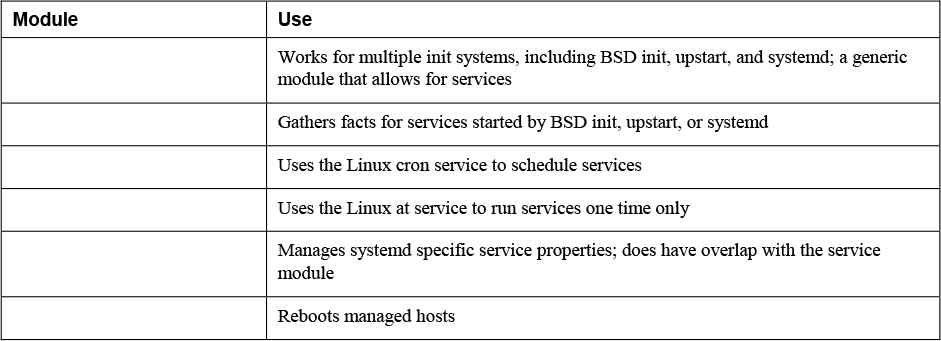 Module Use
Works for multiple init systems, including BSD init, upstart, and systemd; a generic
module that allows for services
Gathers facts for services started by BSD init, upstart, or systemd
Uses the Linux cron service to schedule services
Uses the Linux at service to run services one time only
Manages systemd specific service properties; does have overlap with the service
module
Reboots managed hosts